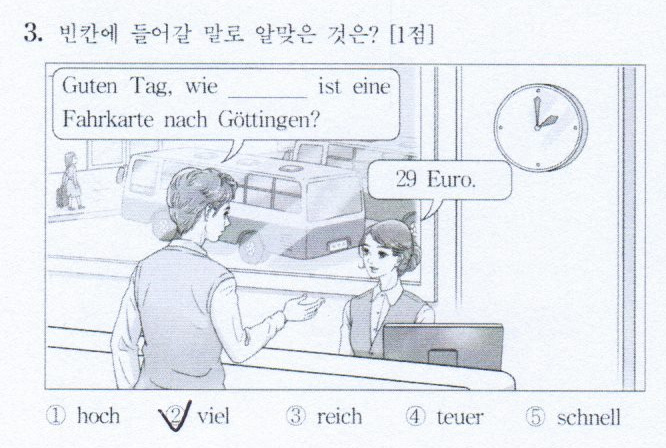 3. 빈칸에 들어갈 말로 알맞은 것은? [1점]
Guten Tag, wie ________ ist eine
Fahrkarte nach Göttingen?
29 Euro.
① hoch ② viel ③ reich ④ teuer ⑤ schnell